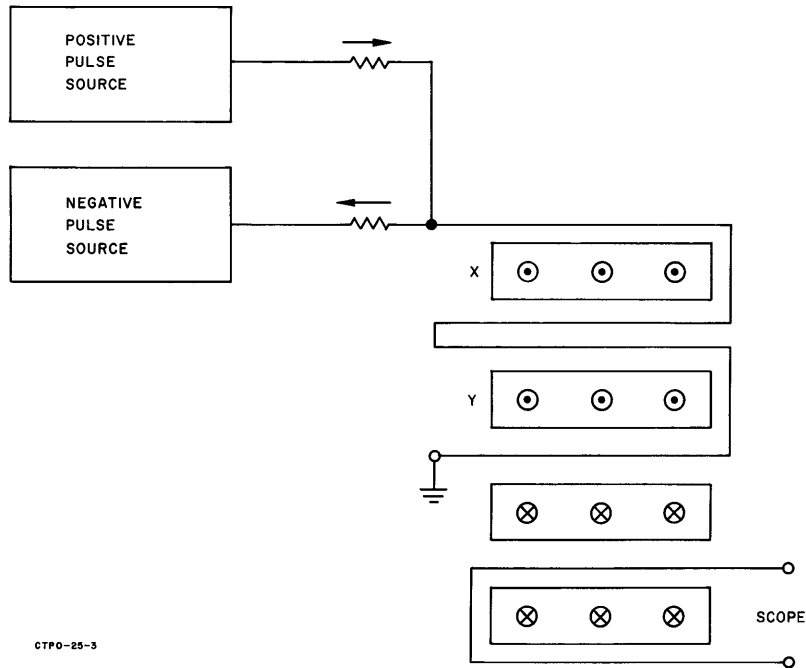 POSITIVE
PULSE
SOURCE
NEGATIVE
PULSE
SOURCE
X
Y
SCOPE
CTPO-25-3